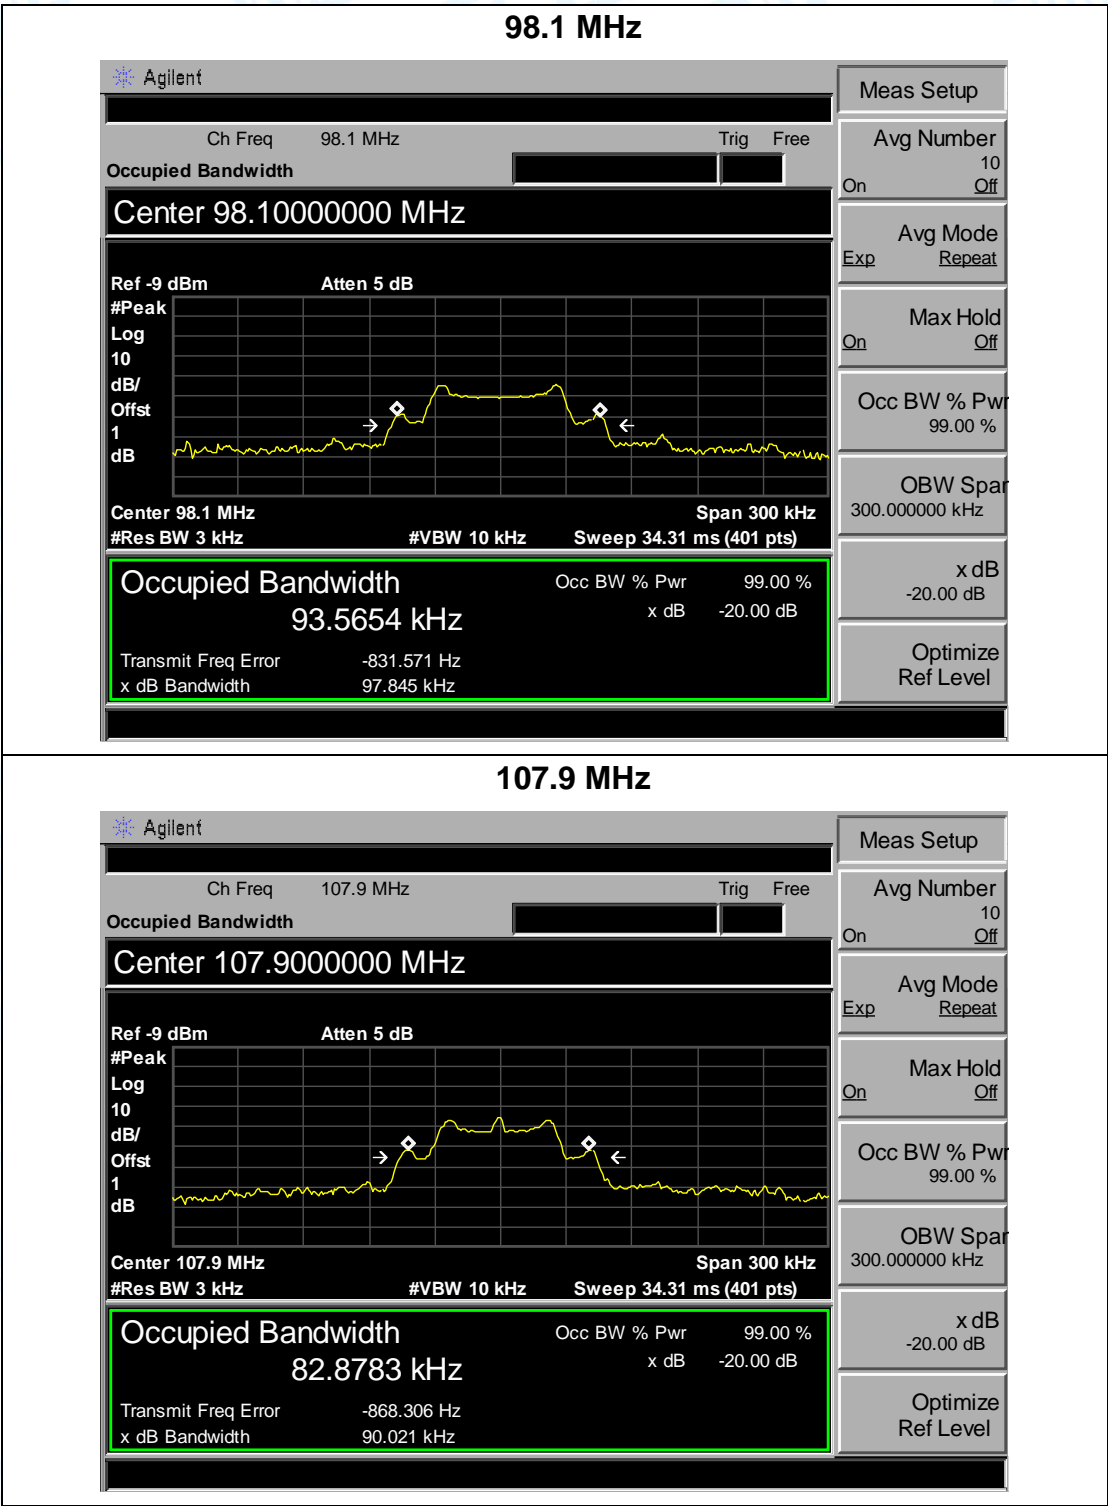 98.1 MHz
Agilent
Meas Setup
Ch Freq 98.1 MHz Trig Free
Occupied Bandwidth
Avg Number
10
On Off
Center 98.10000000 MHz
Avg Mode
Exp Repeat
Ref -9 dBm Atten 5 dB
#Peak
Log
10
dB/
Offst
1
dB
Max Hold
On Off
Occ BW % Pwr
99.00 %
OBW Span
300.000000 kHz
Center 98.1 MHz Span 300 kHz
#Res BW 3 kHz #VBW 10 kHz Sweep 34.31 ms (401 pts)
Occupied Bandwidth Occ BW % Pwr 99.00 %
93.5654 kHz x dB -20.00 dB
x dB
-20.00 dB
Transmit Freq Error -831.571 Hz
x dB Bandwidth 97.845 kHz
Optimize
Ref Level
107.9 MHz
Agilent
Meas Setup
Ch Freq 107.9 MHz Trig Free
Occupied Bandwidth
Avg Number
10
On Off
Center 107.9000000 MHz
Avg Mode
Exp Repeat
Ref -9 dBm Atten 5 dB
#Peak
Log
10
dB/
Offst
1
dB
Max Hold
On Off
Occ BW % Pwr
99.00 %
OBW Span
300.000000 kHz
Center 107.9 MHz Span 300 kHz
#Res BW 3 kHz #VBW 10 kHz Sweep 34.31 ms (401 pts)
Occupied Bandwidth Occ BW % Pwr 99.00 %
82.8783 kHz x dB -20.00 dB
x dB
-20.00 dB
Transmit Freq Error -868.306 Hz
x dB Bandwidth 90.021 kHz
Optimize
Ref Level